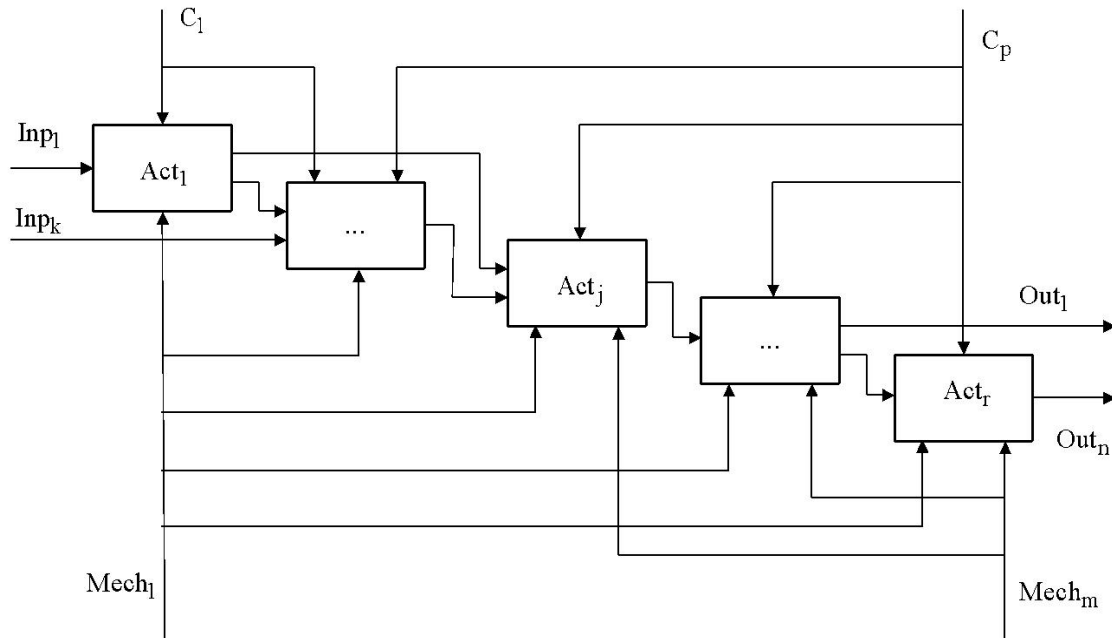 C₁
Cₚ
Inp₁
Act₁
Inpₖ
...
Actⱼ
Out₁
...
Actᵣ
Outₙ
Mech₁
Mechₘ